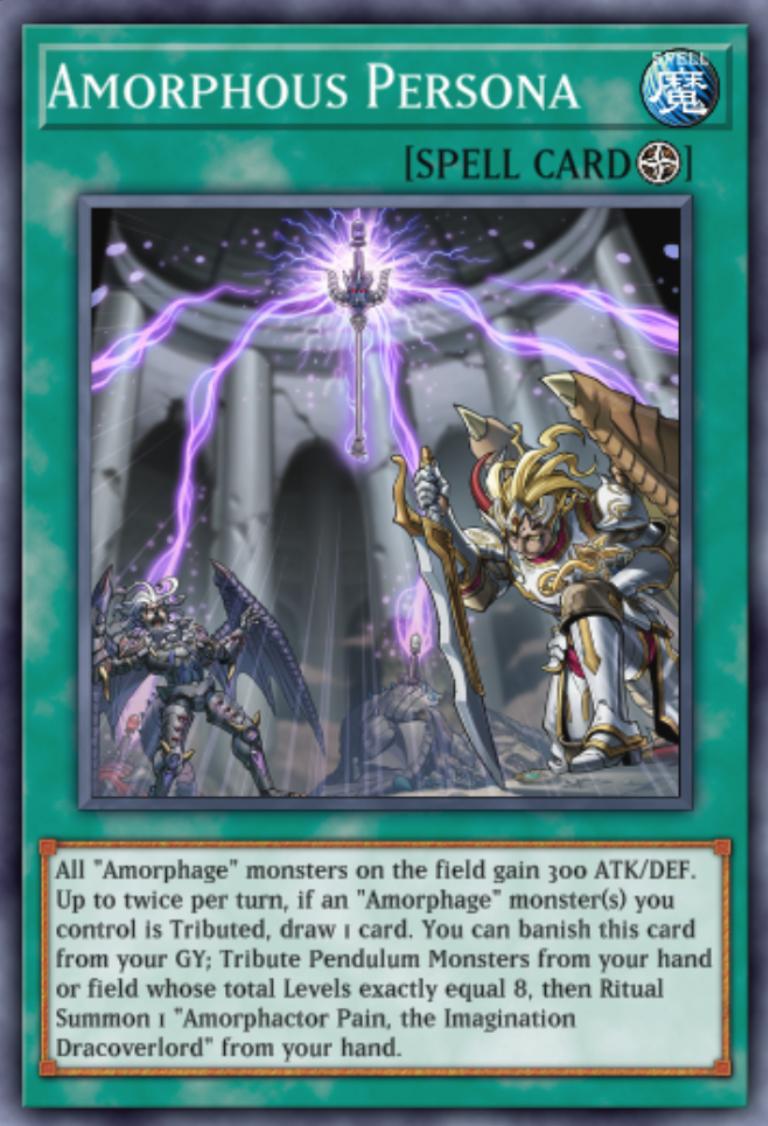 AMORPHOUS PERSONA
SPELL
魔
[SPELL CARD]
All "Amorphage" monsters on the field gain 300 ATK/DEF.
Up to twice per turn, if an "Amorphage" monster(s) you
control is Tributed, draw 1 card. You can banish this card
from your GY; Tribute Pendulum Monsters from your hand
or field whose total Levels exactly equal 8, then Ritual
Summon 1 "Amorphactor Pain, the Imagination
Dracoverlord" from your hand.